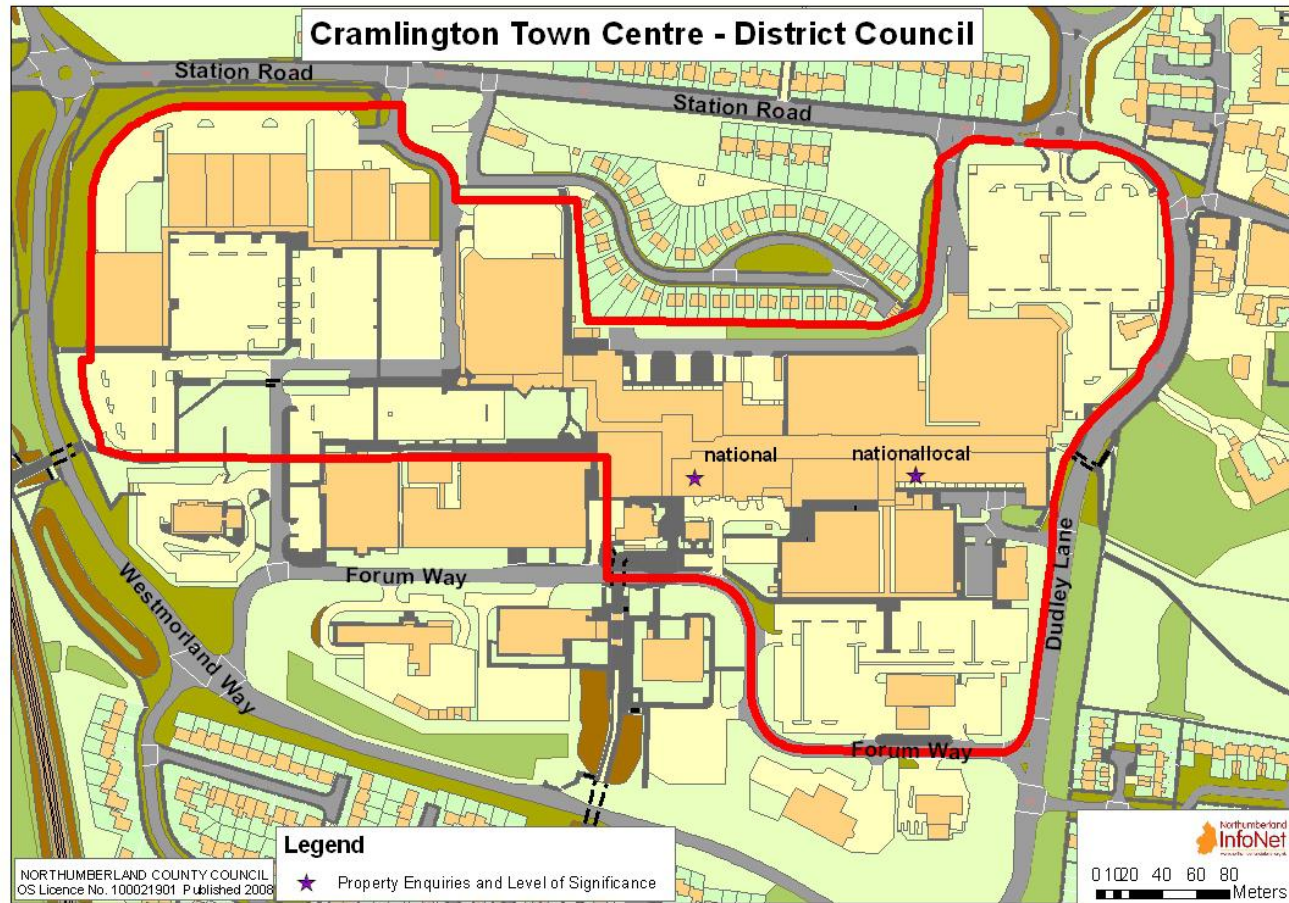 Cramlington Town Centre - District Council
Station Road
Station Road
national
nationallocal
Forum Way
Westmorland Way
Dudley Lane
Forum Way
Legend
Property Enquiries and Level of Significance
NORTHUMBERLAND COUNTY COUNCIL
OS Licence No. 100021901 Published 2008
Northumberland
InfoNet
0 10 20 40 60 80
Meters